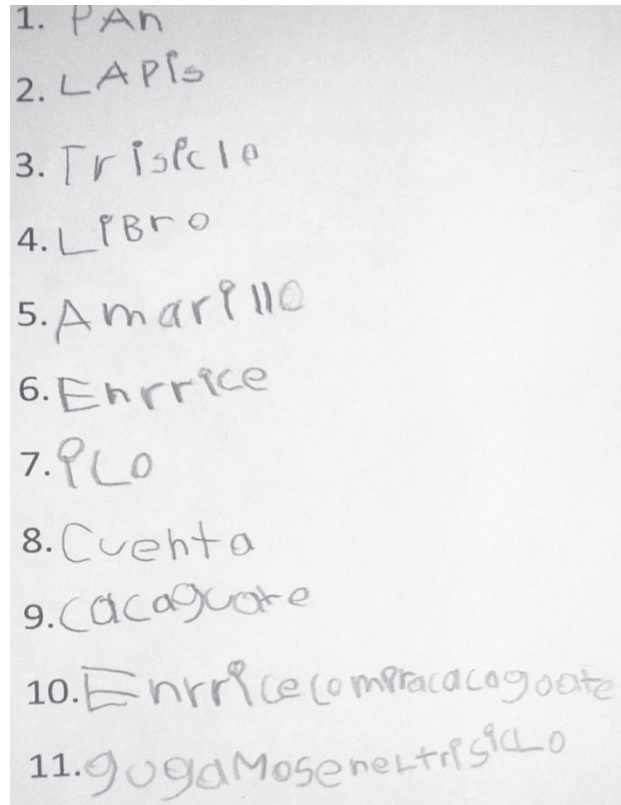 1. PAn
2. LAPis
3. Trisicle
4. LiBro
5. Amarillo
6. Enrrice
7. iLo
8. Cuenta
9. cacaguate
10. Enrricecompracacagoate
11. gugaMoseneLtrisicLo